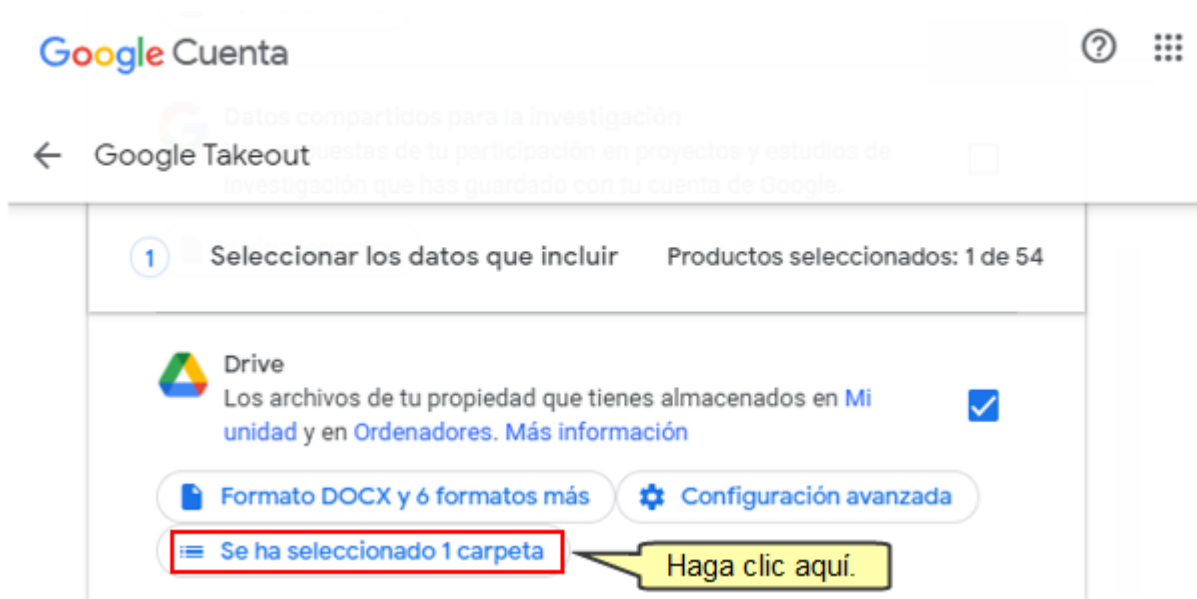 Google Cuenta
Datos compartidos para la investigación
Google Takeout
uestas de tu participación en proyectos y estudios de
investigación que has guardado con tu cuenta de Google.
1 Seleccionar los datos que incluir Productos seleccionados: 1 de 54
Drive
Los archivos de tu propiedad que tienes almacenados en Mi
unidad y en Ordenadores. Más información
Formato DOCX y 6 formatos más Configuración avanzada
Se ha seleccionado 1 carpeta Haga clic aquí.